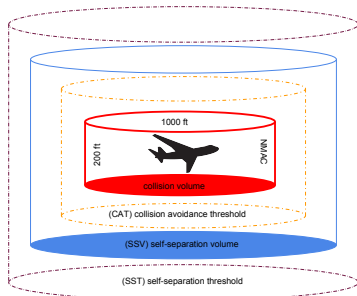 1000 ft
200 ft
NMAC
collision volume
(CAT) collision avoidance threshold
(SSV) self-separation volume
(SST) self-separation threshold